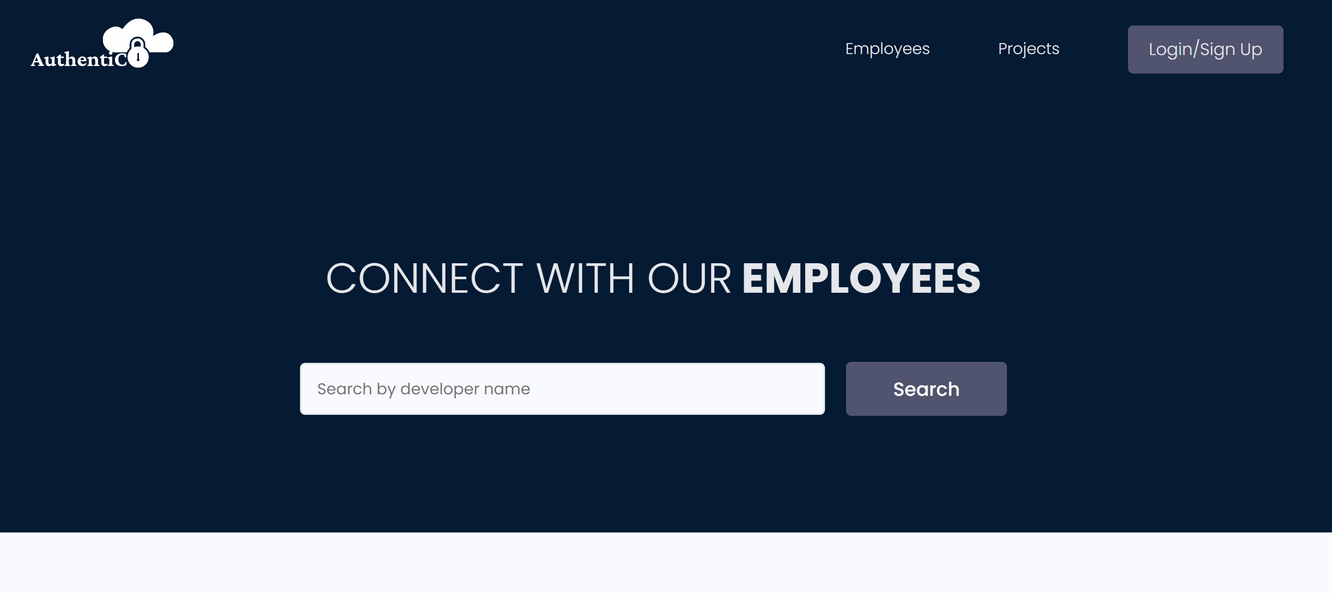 AuthentiC
Employees
Projects
Login/Sign Up
CONNECT WITH OUR EMPLOYEES
Search by developer name
Search